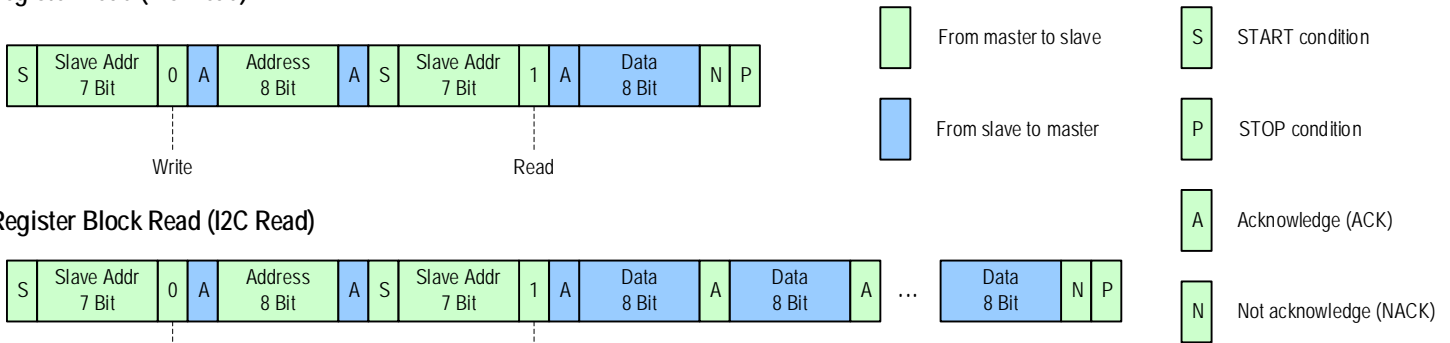 S Slave Addr 7 Bit 0 A Address 8 Bit A S Slave Addr 7 Bit 1 A Data 8 Bit N P
Write Read
Register Block Read (I2C Read)
S Slave Addr 7 Bit 0 A Address 8 Bit A S Slave Addr 7 Bit 1 A Data 8 Bit A Data 8 Bit A ... Data 8 Bit N P
From master to slave
From slave to master
S START condition
P STOP condition
A Acknowledge (ACK)
N Not acknowledge (NACK)